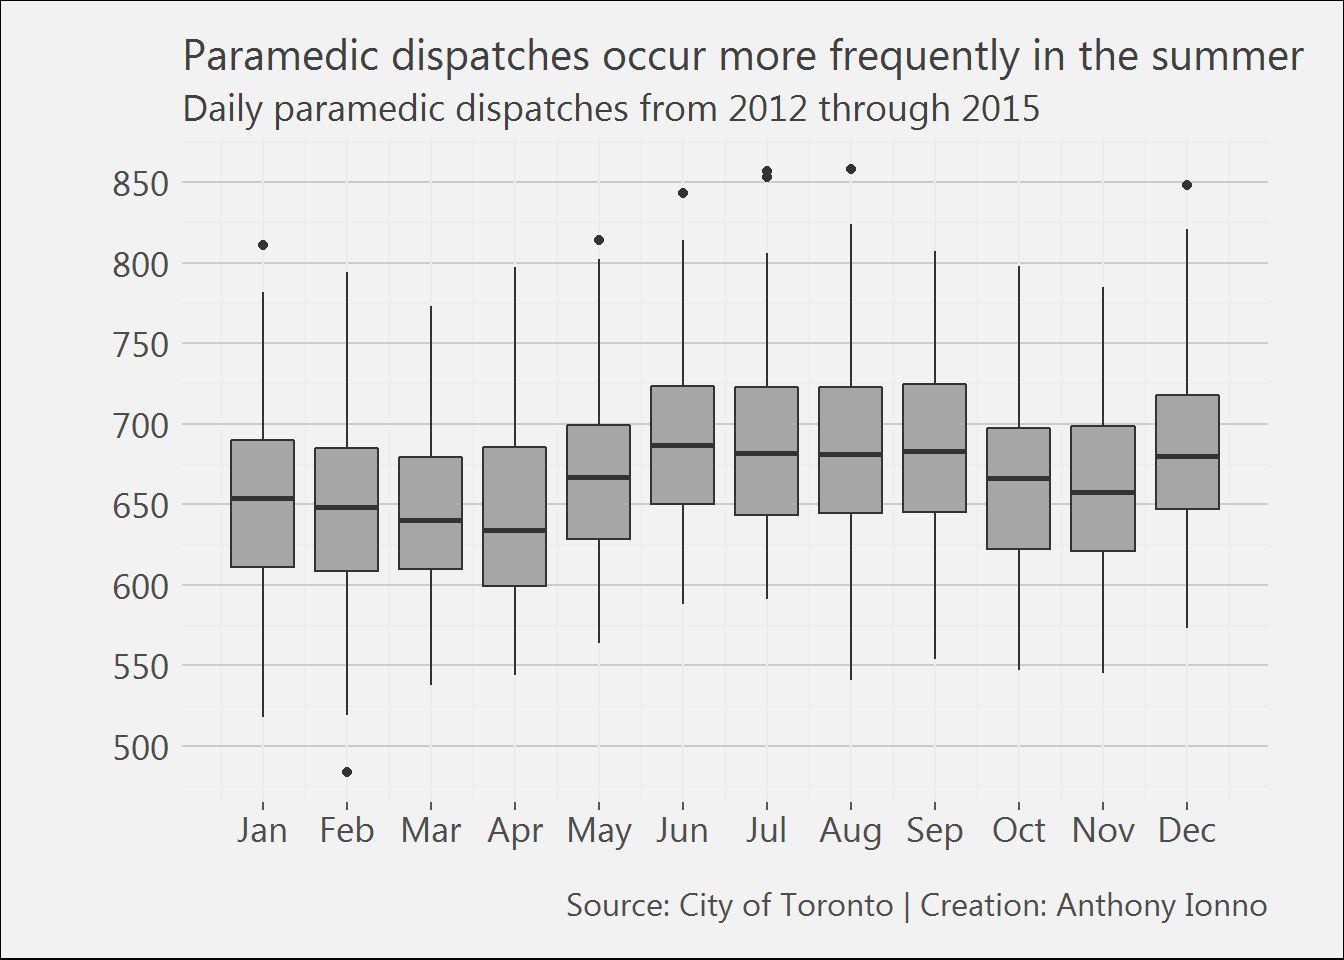 Paramedic dispatches occur more frequently in the summer
Daily paramedic dispatches from 2012 through 2015
850
800
750
700
650
600
550
500
Jan Feb Mar Apr May Jun Jul Aug Sep Oct Nov Dec
Source: City of Toronto | Creation: Anthony Ionno